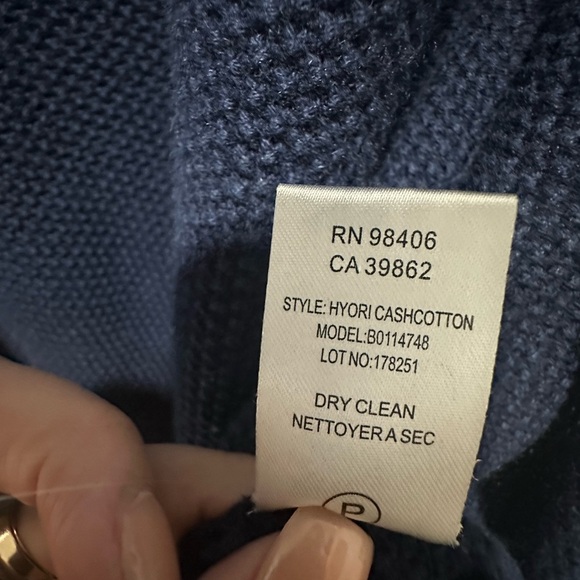 RN 98406
CA 39862
STYLE: HYORI CASHCOTTON
MODEL:B0114748
LOT NO:178251
DRY CLEAN
NETTOYER A SEC
P